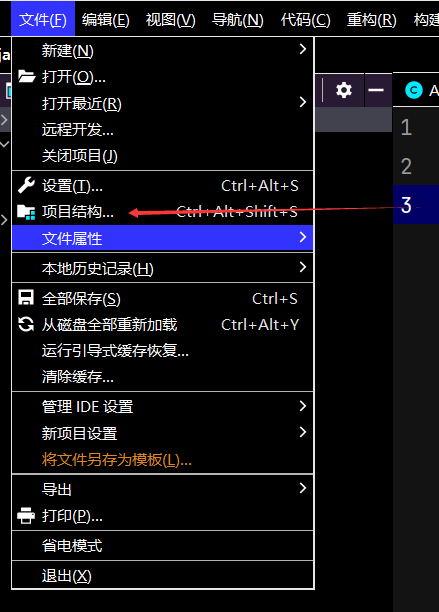 文件(F) 编辑(E) 视图(V) 导航(N) 代码(C) 重构(R) 构建
ja
新建(N)
打开(O)...
打开最近(R)
远程开发...
关闭项目(J)
设置(T)... Ctrl+Alt+S
项目结构... Ctrl+Alt+Shift+S
文件属性
本地历史记录(H)
全部保存(S) Ctrl+S
从磁盘全部重新加载 Ctrl+Alt+Y
运行引导式缓存恢复...
清除缓存...
管理 IDE 设置
新项目设置
将文件另存为模板(L)...
导出
打印(P)...
省电模式
退出(X)
C A
1
2
3